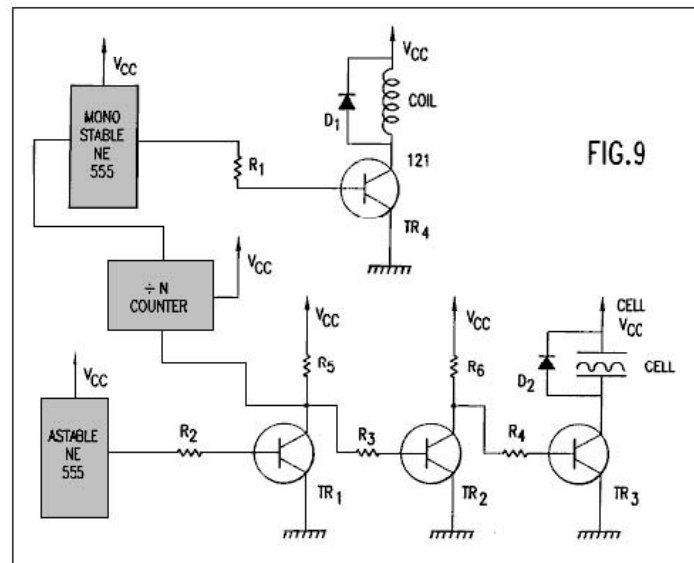 VCC
MONO
STABLE
NE
555
R1
VCC
COIL
D1
121
TR4
FIG.9
÷ N
COUNTER
VCC
VCC
R5
VCC
R6
CELL
VCC
D2
CELL
VCC
ASTABLE
NE
555
R2
TR1
R3
TR2
R4
TR3